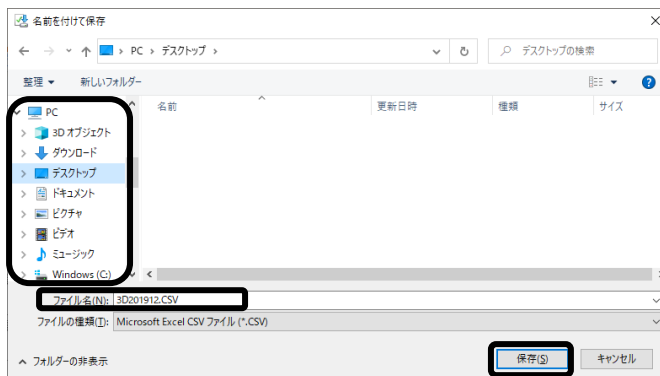 名前を付けて保存
PC > デスクトップ >
デスクトップの検索
整理 新しいフォルダー
名前 更新日時 種類 サイズ
PC
3D オブジェクト
ダウンロード
デスクトップ
ドキュメント
ピクチャ
ビデオ
ミュージック
Windows (C:)
ファイル名(N): 3D201912.CSV
ファイルの種類(T): Microsoft Excel CSV ファイル (*.CSV)
フォルダーの非表示 保存(S) キャンセル